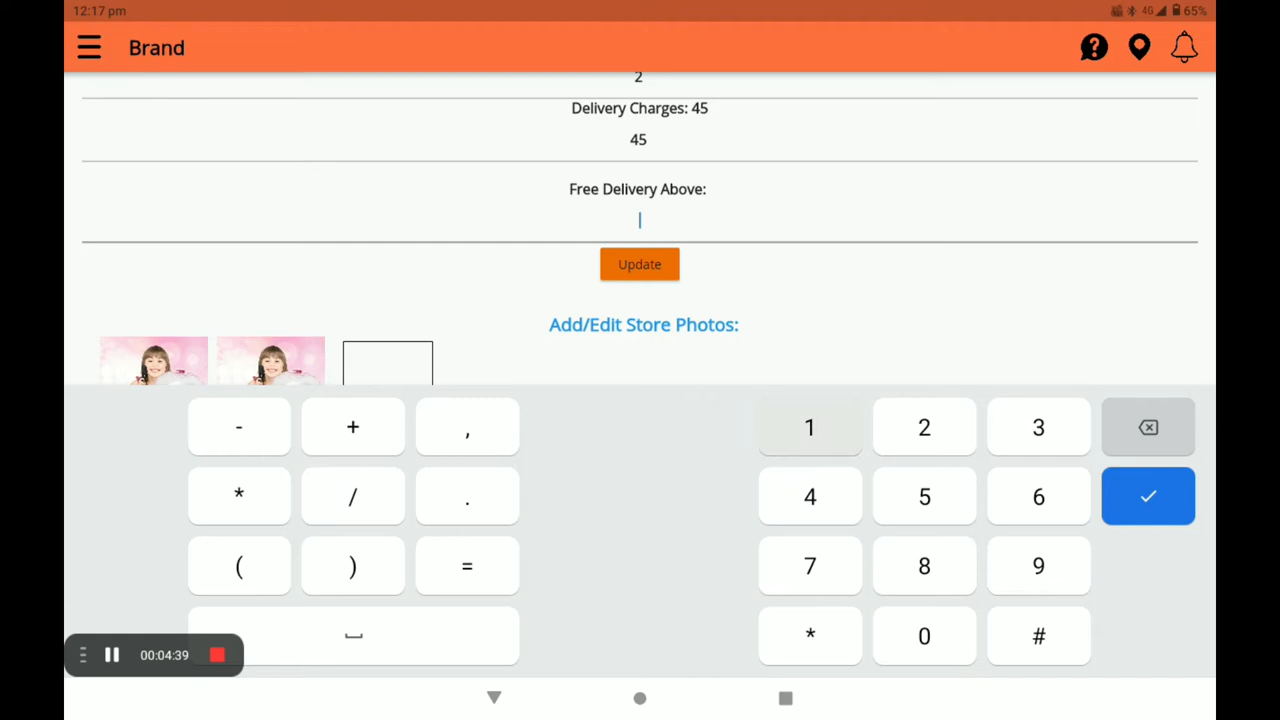 12:17 pm
4G
65%
Brand
2
Delivery Charges: 45
45
Free Delivery Above:
Update
Add/Edit Store Photos:
- + , 1 2 3
* / . 4 5 6
( ) = 7 8 9
* 0 #
00:04:39